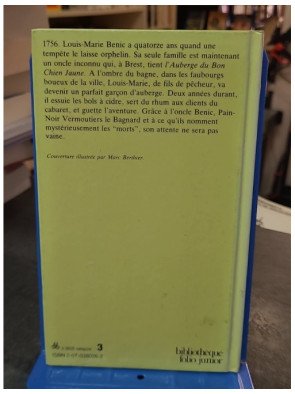 1756. Louis-Marie Benic a quatorze ans quand une
tempête le laisse orphelin. Sa seule famille est maintenant
un oncle inconnu qui, à Brest, tient l'Auberge du Bon
Chien Jaune. A l'ombre du bagne, dans les faubourgs
boueux de la ville, Louis-Marie, de fils de pêcheur, va
devenir un parfait garçon d'auberge. Deux années durant,
il essuie les bols à cidre, sert du rhum aux clients du
cabaret, et guette l'aventure. Grâce à l'oncle Benic, Pain-
Noir Vermoutiers le Bagnard et à ce qu'ils nomment
mystérieusement les "morts", son attente ne sera pas
vaine.
Couverture illustrée par Marc Berthier
3
bibliothèque
folio junior